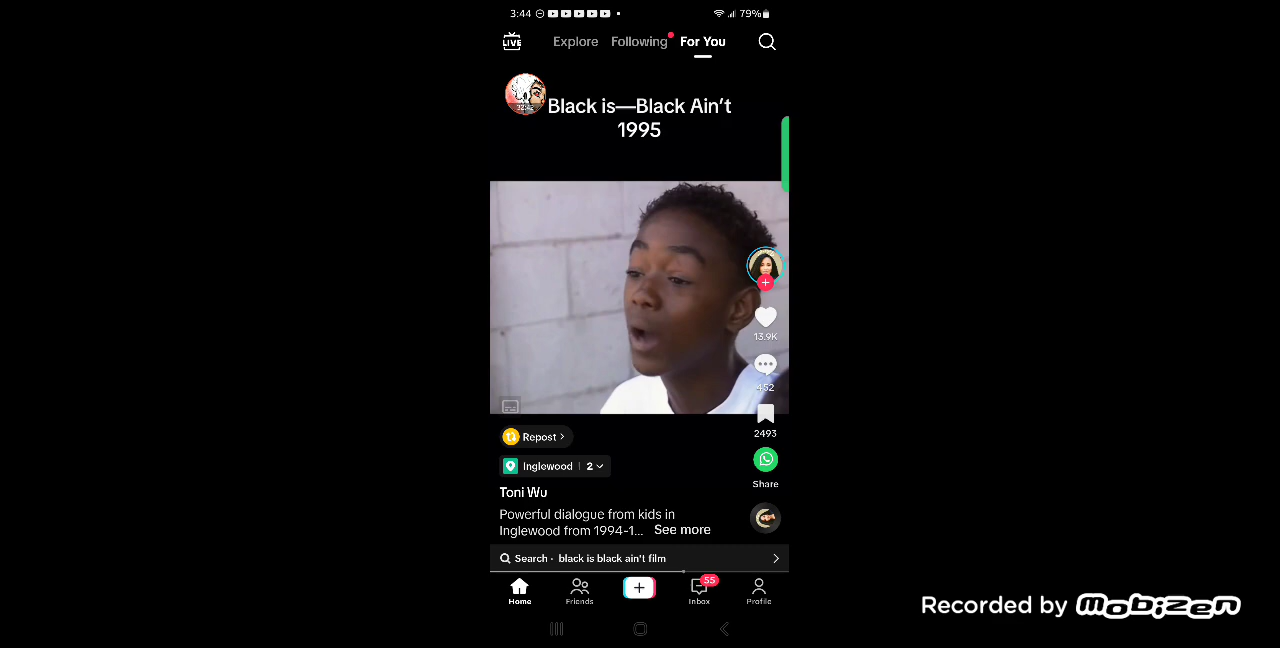 3:44
79%
LIVE
Explore Following For You
32:42
Black is—Black Ain't
1995
13.9K
452
2493
Repost >
Inglewood | 2
Share
Toni Wu
Powerful dialogue from kids in
Inglewood from 1994-1... See more
Search · black is black ain't film
55
Home Friends Inbox Profile
Recorded by mobizen